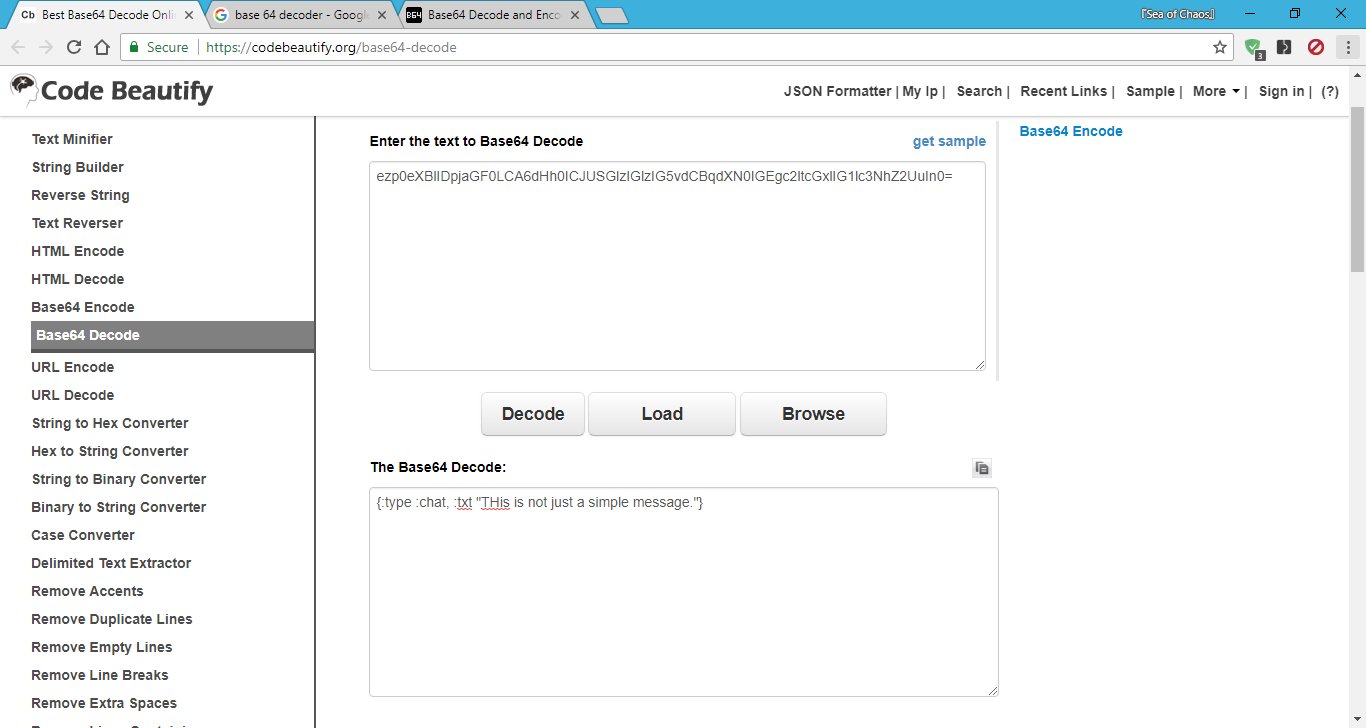 Cb Best Base64 Decode Onli
base 64 decoder - Google
B64 Base64 Decode and Enco
『Sea of Chaos』
Secure
https://codebeautify.org/base64-decode
3
Code Beautify
JSON Formatter | My Ip | Search | Recent Links | Sample | More | Sign in | (?)
Text Minifier
String Builder
Reverse String
Text Reverser
HTML Encode
HTML Decode
Base64 Encode
Base64 Decode
URL Encode
URL Decode
String to Hex Converter
Hex to String Converter
String to Binary Converter
Binary to String Converter
Case Converter
Delimited Text Extractor
Remove Accents
Remove Duplicate Lines
Remove Empty Lines
Remove Line Breaks
Remove Extra Spaces
Enter the text to Base64 Decode
get sample
ezp0eXBlIDpjaGF0LCA6dHh0ICJUSGlzIGlzIG5vdCBqdXN0IGEgc2ltcGxlIG1lc3NhZ2UuIn0=
Decode
Load
Browse
The Base64 Decode:
{:type :chat, :txt "THis is not just a simple message."}
Base64 Encode